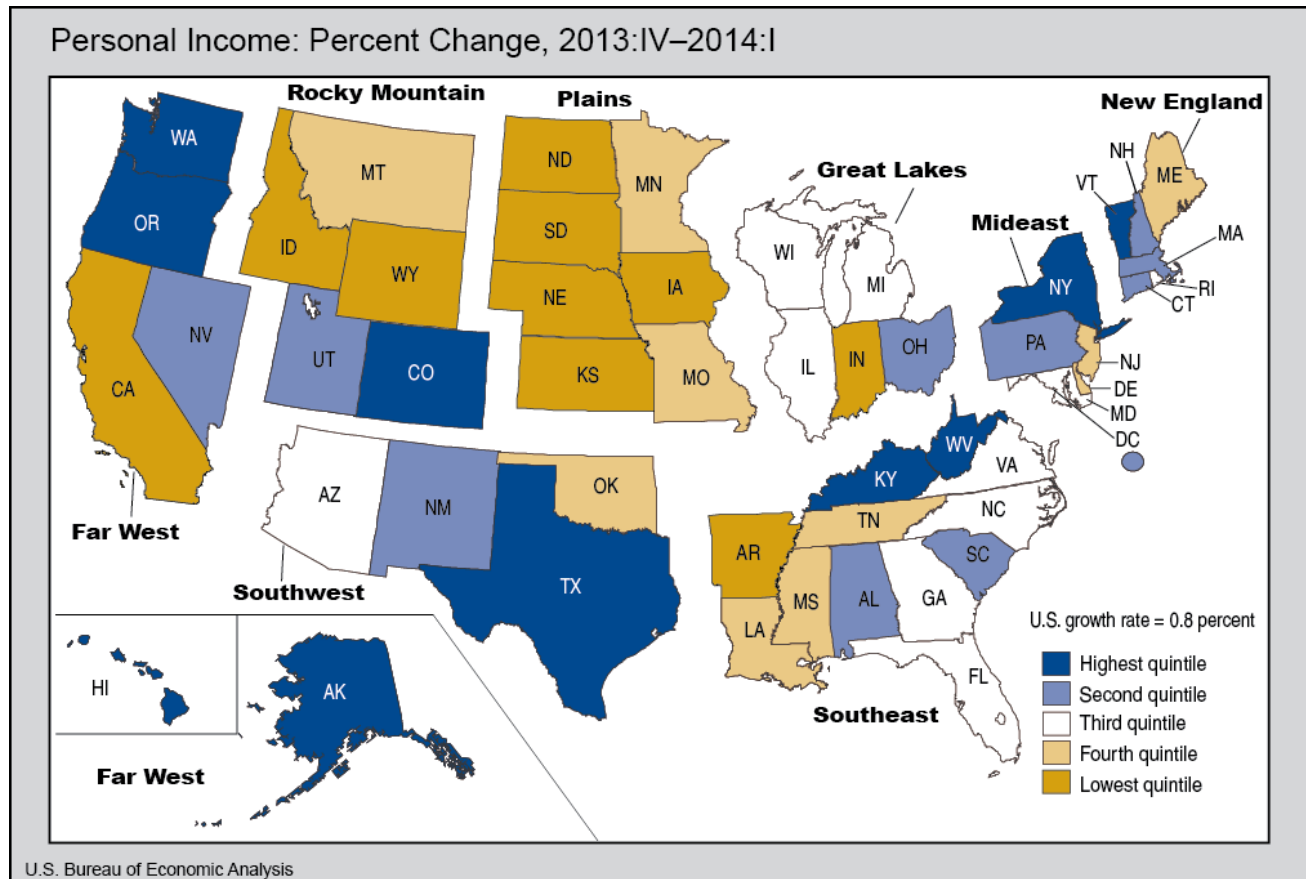 Personal Income: Percent Change, 2013:IV–2014:I
Rocky Mountain
Plains
New England
Great Lakes
Mideast
WA
OR
CA
NV
ID
MT
WY
UT
CO
ND
SD
NE
KS
MN
IA
MO
WI
MI
IL
IN
OH
NH
VT
ME
MA
RI
CT
NY
PA
NJ
DE
MD
DC
AZ
NM
OK
TX
AR
LA
KY
WV
VA
TN
NC
SC
MS
AL
GA
FL
Far West
Southwest
Southeast
HI
AK
Far West
U.S. growth rate = 0.8 percent
Highest quintile
Second quintile
Third quintile
Fourth quintile
Lowest quintile
U.S. Bureau of Economic Analysis